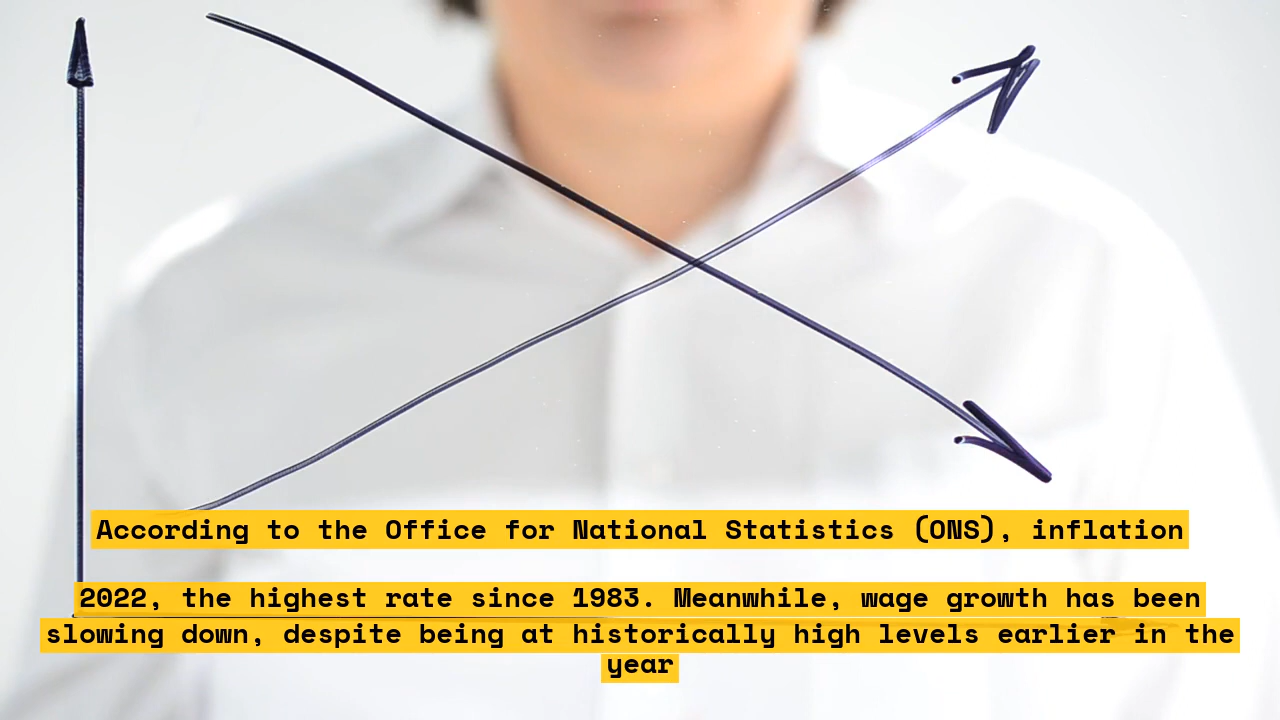 According to the Office for National Statistics (ONS), inflation
2022, the highest rate since 1983. Meanwhile, wage growth has been
slowing down, despite being at historically high levels earlier in the
year